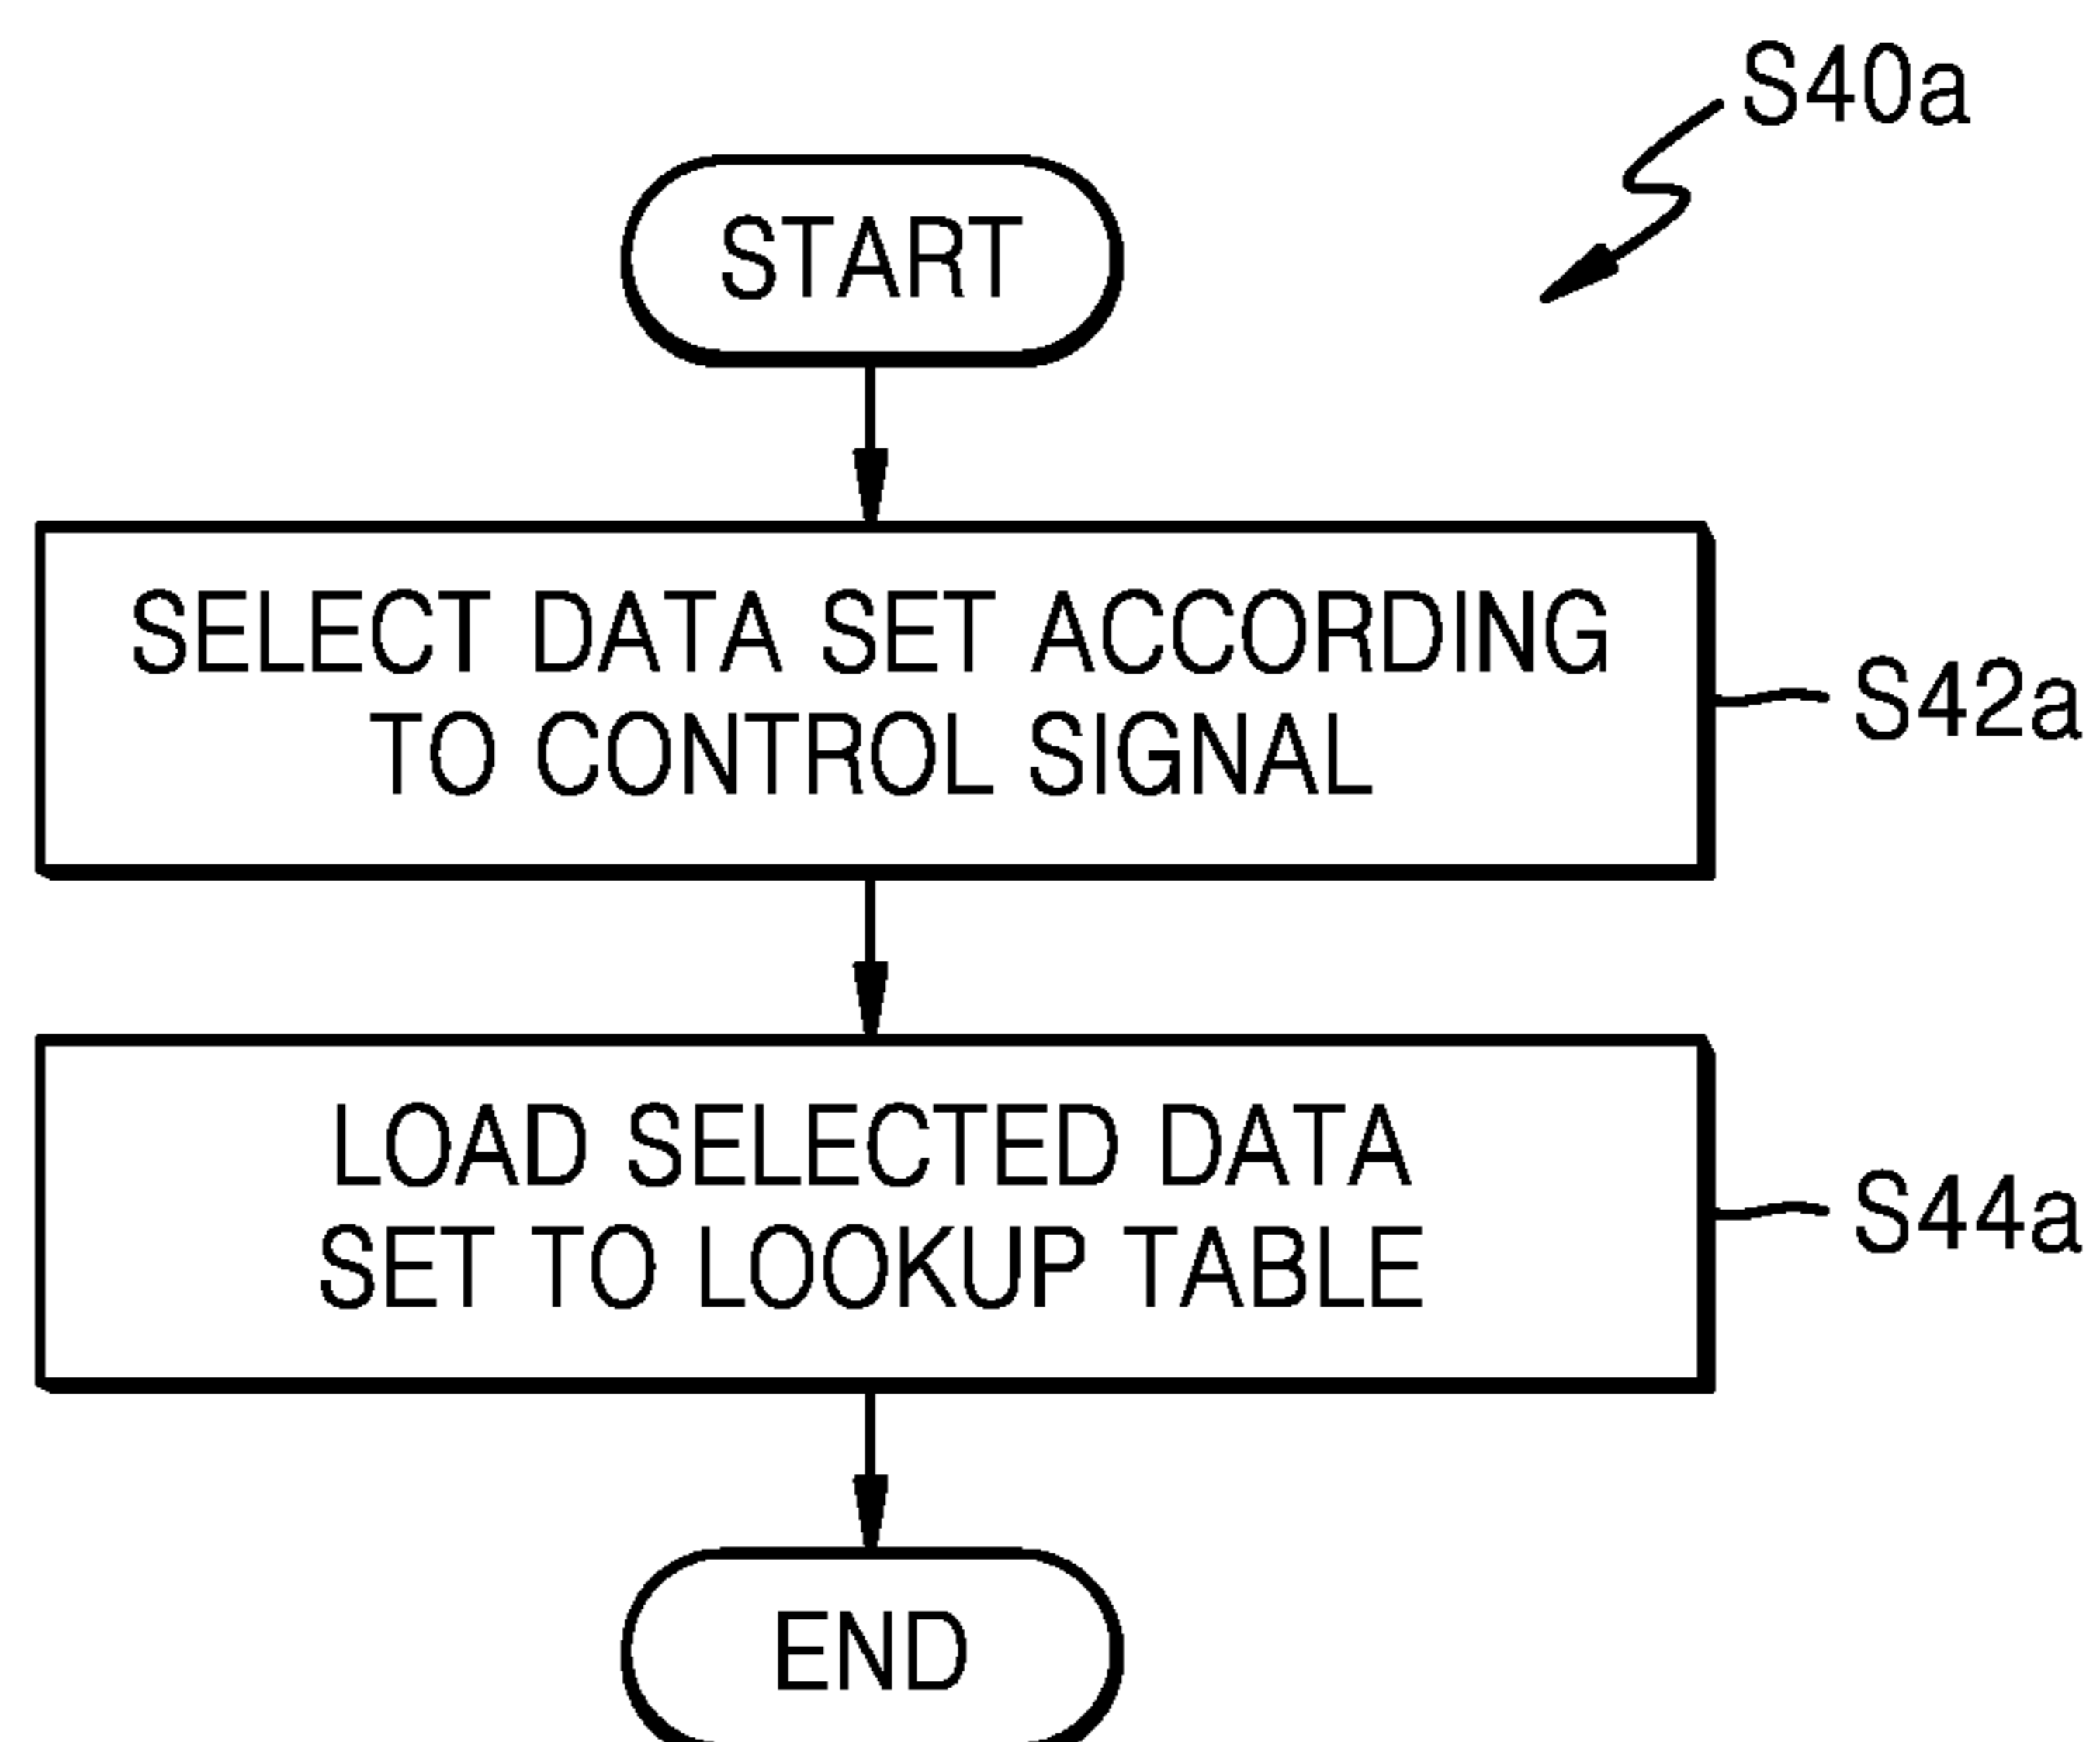 S40a
START
SELECT DATA SET ACCORDING
TO CONTROL SIGNAL
S42a
LOAD SELECTED DATA
SET TO LOOKUP TABLE
S44a
END